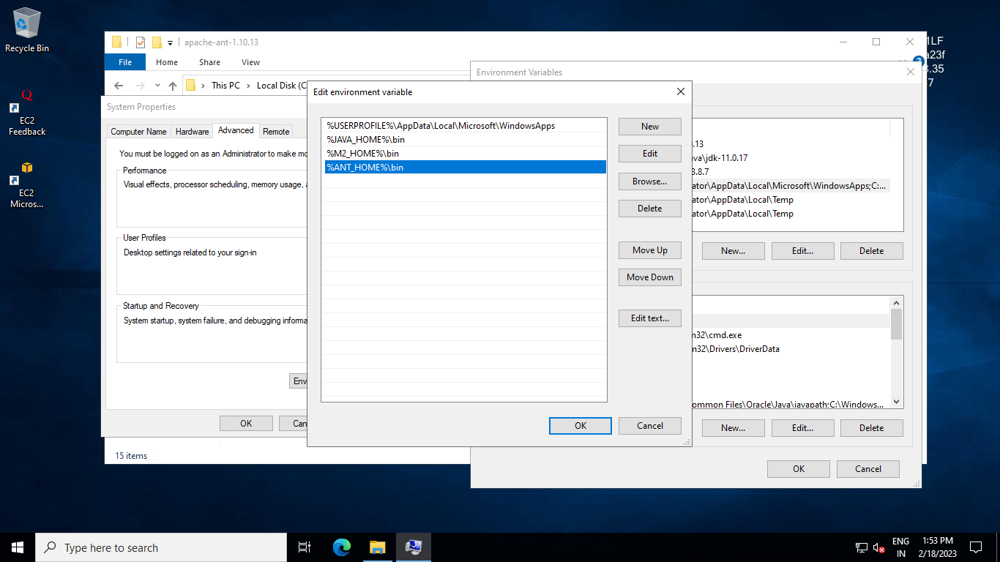 Recycle Bin
EC2
Feedback
EC2
Micros...
apache-ant-1.10.13
File
Home
Share
View
This PC
Local Disk (C
1LF
a23f
3.35
7
System Properties
Computer Name
Hardware
Advanced
Remote
You must be logged on as an Administrator to make mo
Performance
Visual effects, processor scheduling, memory usage, a
User Profiles
Desktop settings related to your sign-in
Startup and Recovery
System startup, system failure, and debugging informa
Env
OK
Can
15 items
Environment Variables
.13
va\jdk-11.0.17
3.8.7
ator\AppData\Local\Microsoft\WindowsApps;C:...
ator\AppData\Local\Temp
ator\AppData\Local\Temp
New...
Edit...
Delete
m32\cmd.exe
m32\Drivers\DriverData
ommon Files\Oracle\Java\javapath;C:\Windows...
New...
Edit...
Delete
OK
Cancel
Edit environment variable
%USERPROFILE%\AppData\Local\Microsoft\WindowsApps
%JAVA_HOME%\bin
%M2_HOME%\bin
%ANT_HOME%\bin
New
Edit
Browse...
Delete
Move Up
Move Down
Edit text...
OK
Cancel
Type here to search
ENG
IN
1:53 PM
2/18/2023